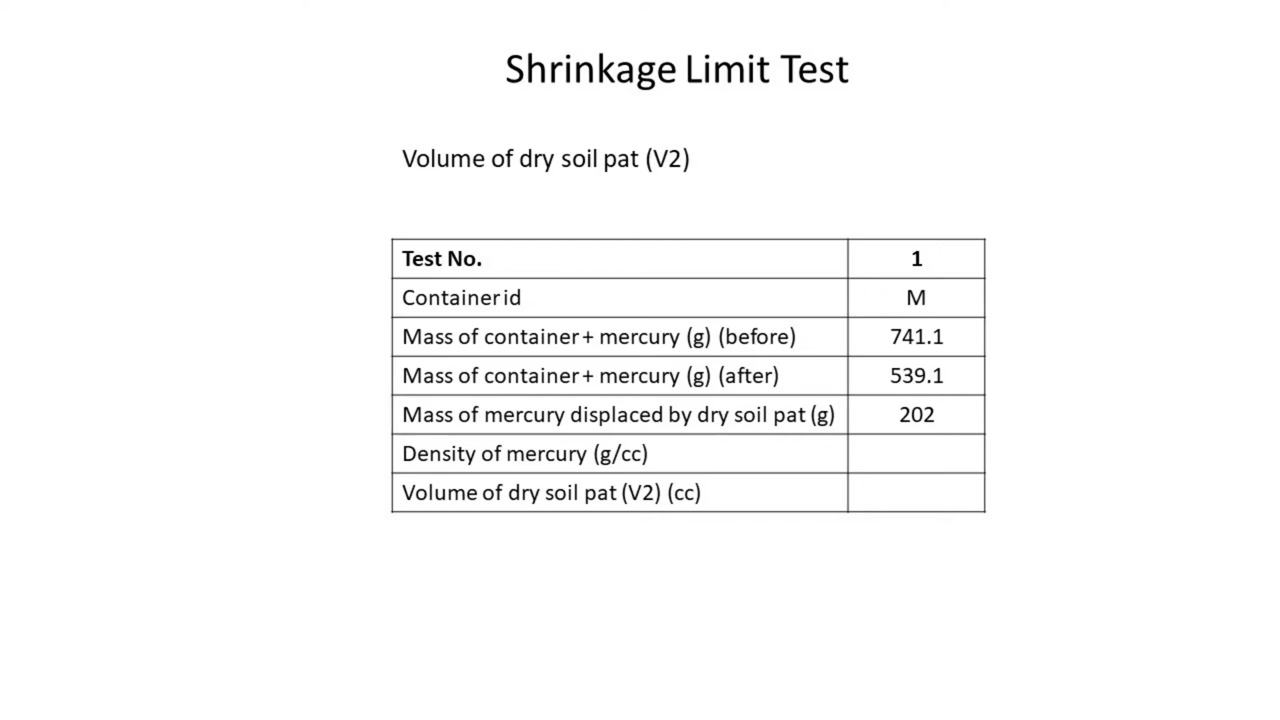 Shrinkage Limit Test
Volume of dry soil pat (V2)
Test No. 1
Container id M
Mass of container + mercury (g) (before) 741.1
Mass of container + mercury (g) (after) 539.1
Mass of mercury displaced by dry soil pat (g) 202
Density of mercury (g/cc)
Volume of dry soil pat (V2) (cc)